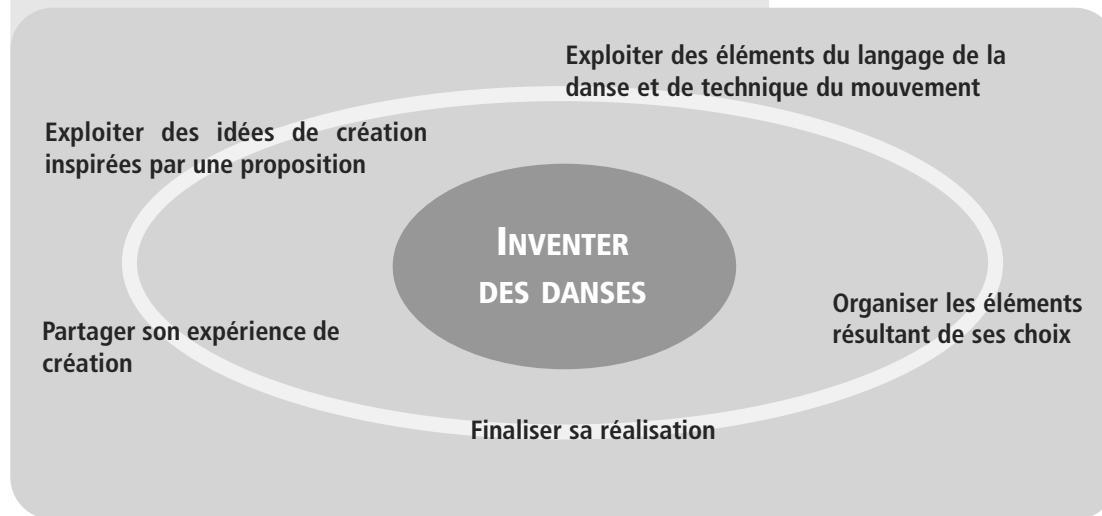 Exploiter des éléments du langage de la
danse et de technique du mouvement
Exploiter des idées de création
inspirées par une proposition
INVENTER
DES DANSES
Organiser les éléments
résultant de ses choix
Partager son expérience de
création
Finaliser sa réalisation